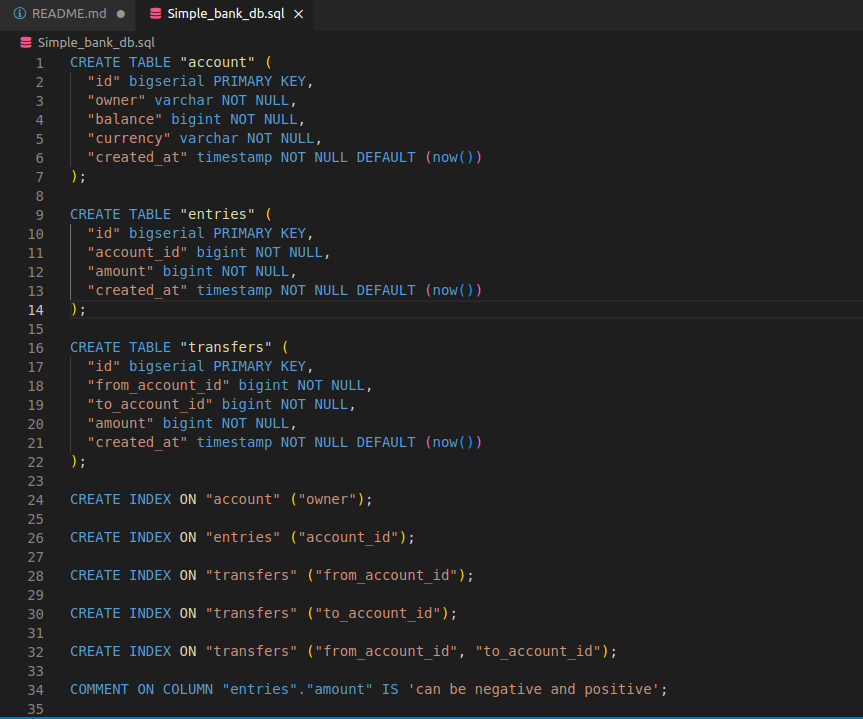 README.md
Simple_bank_db.sql
Simple_bank_db.sql
1 CREATE TABLE "account" (
2 "id" bigserial PRIMARY KEY,
3 "owner" varchar NOT NULL,
4 "balance" bigint NOT NULL,
5 "currency" varchar NOT NULL,
6 "created_at" timestamp NOT NULL DEFAULT (now())
7 );
8
9 CREATE TABLE "entries" (
10 "id" bigserial PRIMARY KEY,
11 "account_id" bigint NOT NULL,
12 "amount" bigint NOT NULL,
13 "created_at" timestamp NOT NULL DEFAULT (now())
14 );
15
16 CREATE TABLE "transfers" (
17 "id" bigserial PRIMARY KEY,
18 "from_account_id" bigint NOT NULL,
19 "to_account_id" bigint NOT NULL,
20 "amount" bigint NOT NULL,
21 "created_at" timestamp NOT NULL DEFAULT (now())
22 );
23
24 CREATE INDEX ON "account" ("owner");
25
26 CREATE INDEX ON "entries" ("account_id");
27
28 CREATE INDEX ON "transfers" ("from_account_id");
29
30 CREATE INDEX ON "transfers" ("to_account_id");
31
32 CREATE INDEX ON "transfers" ("from_account_id", "to_account_id");
33
34 COMMENT ON COLUMN "entries"."amount" IS 'can be negative and positive';
35